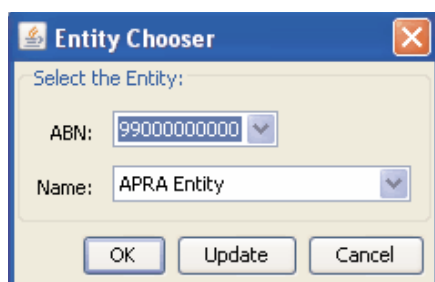 Entity Chooser
Select the Entity:
ABN: 99000000000
Name: APRA Entity
OK Update Cancel